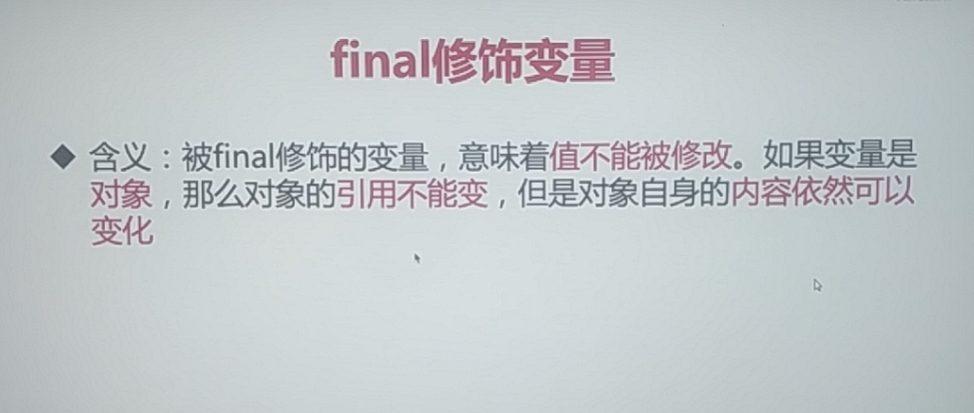 final修饰变量
◆ 含义：被final修饰的变量，意味着值不能被修改。如果变量是
对象，那么对象的引用不能变，但是对象自身的内容依然可以
变化